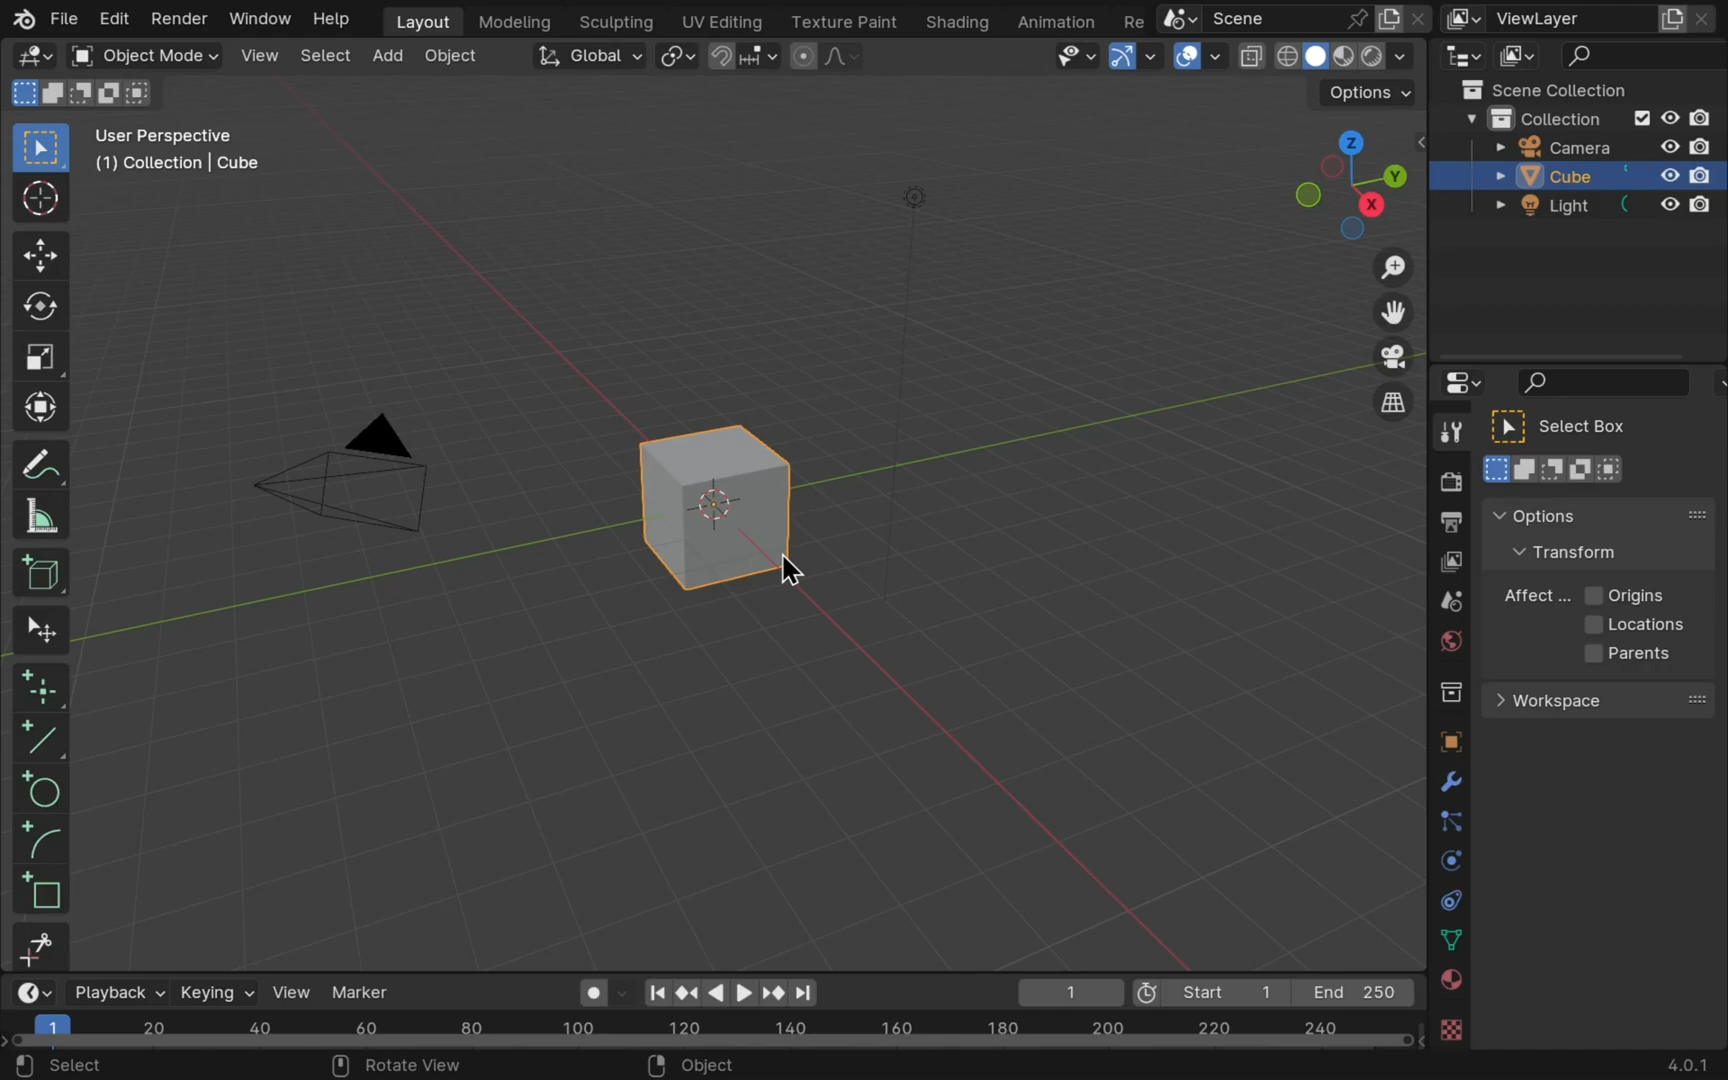 File Edit Render Window Help Layout Modeling Sculpting UV Editing Texture Paint Shading Animation Re Scene ViewLayer
Object Mode View Select Add Object Global
Options
User Perspective
(1) Collection | Cube
Z
Y
X
Scene Collection
Collection
Camera
Cube
Light
Select Box
Options
Transform
Affect ... Origins
Locations
Parents
Workspace
Playback Keying View Marker 1 Start 1 End 250
1 20 40 60 80 100 120 140 160 180 200 220 240
Select Rotate View Object 4.0.1